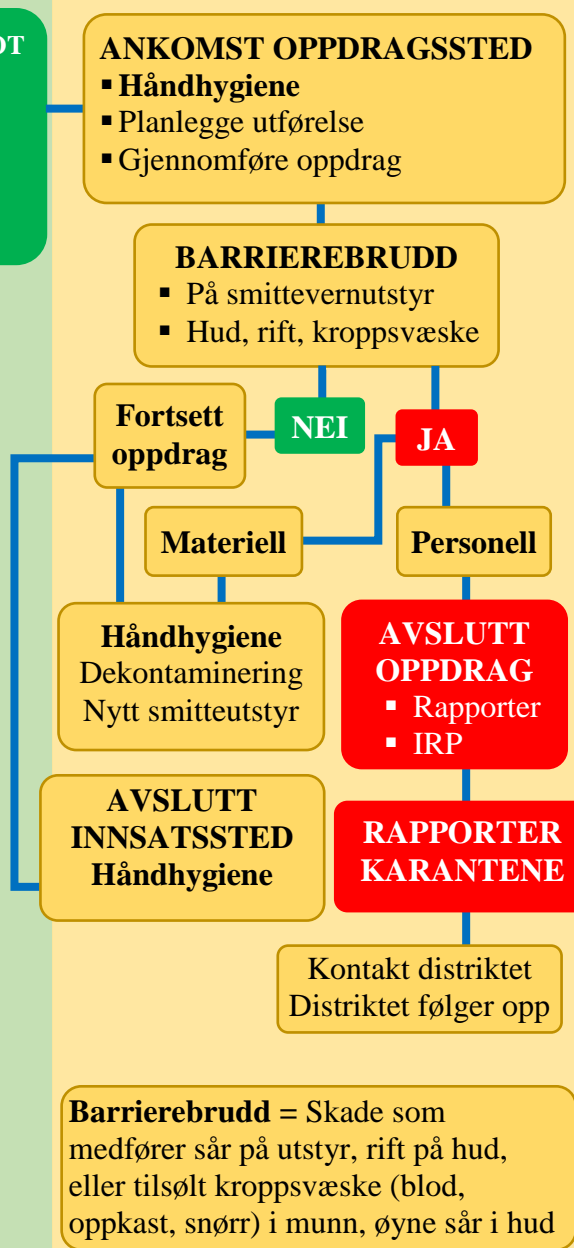 ANKOMST OPPDRAGSSTED
▪ Håndhygiene
▪ Planlegge utførelse
▪ Gjennomføre oppdrag
BARRIEREBRUDD
▪ På smittevernutstyr
▪ Hud, rift, kroppsvæske
NEI
JA
Fortsett
oppdrag
Materiell
Personell
Håndhygiene
Dekontaminering
Nytt smitteutstyr
AVSLUTT
OPPDRAG
▪ Rapporter
▪ IRP
AVSLUTT
INNSATSSTED
Håndhygiene
RAPPORTER
KARANTENE
Kontakt distriktet
Distriktet følger opp
Barrierebrudd = Skade som
medfører sår på utstyr, rift på hud,
eller tilsølt kroppsvæske (blod,
oppkast, snørr) i munn, øyne sår i hud